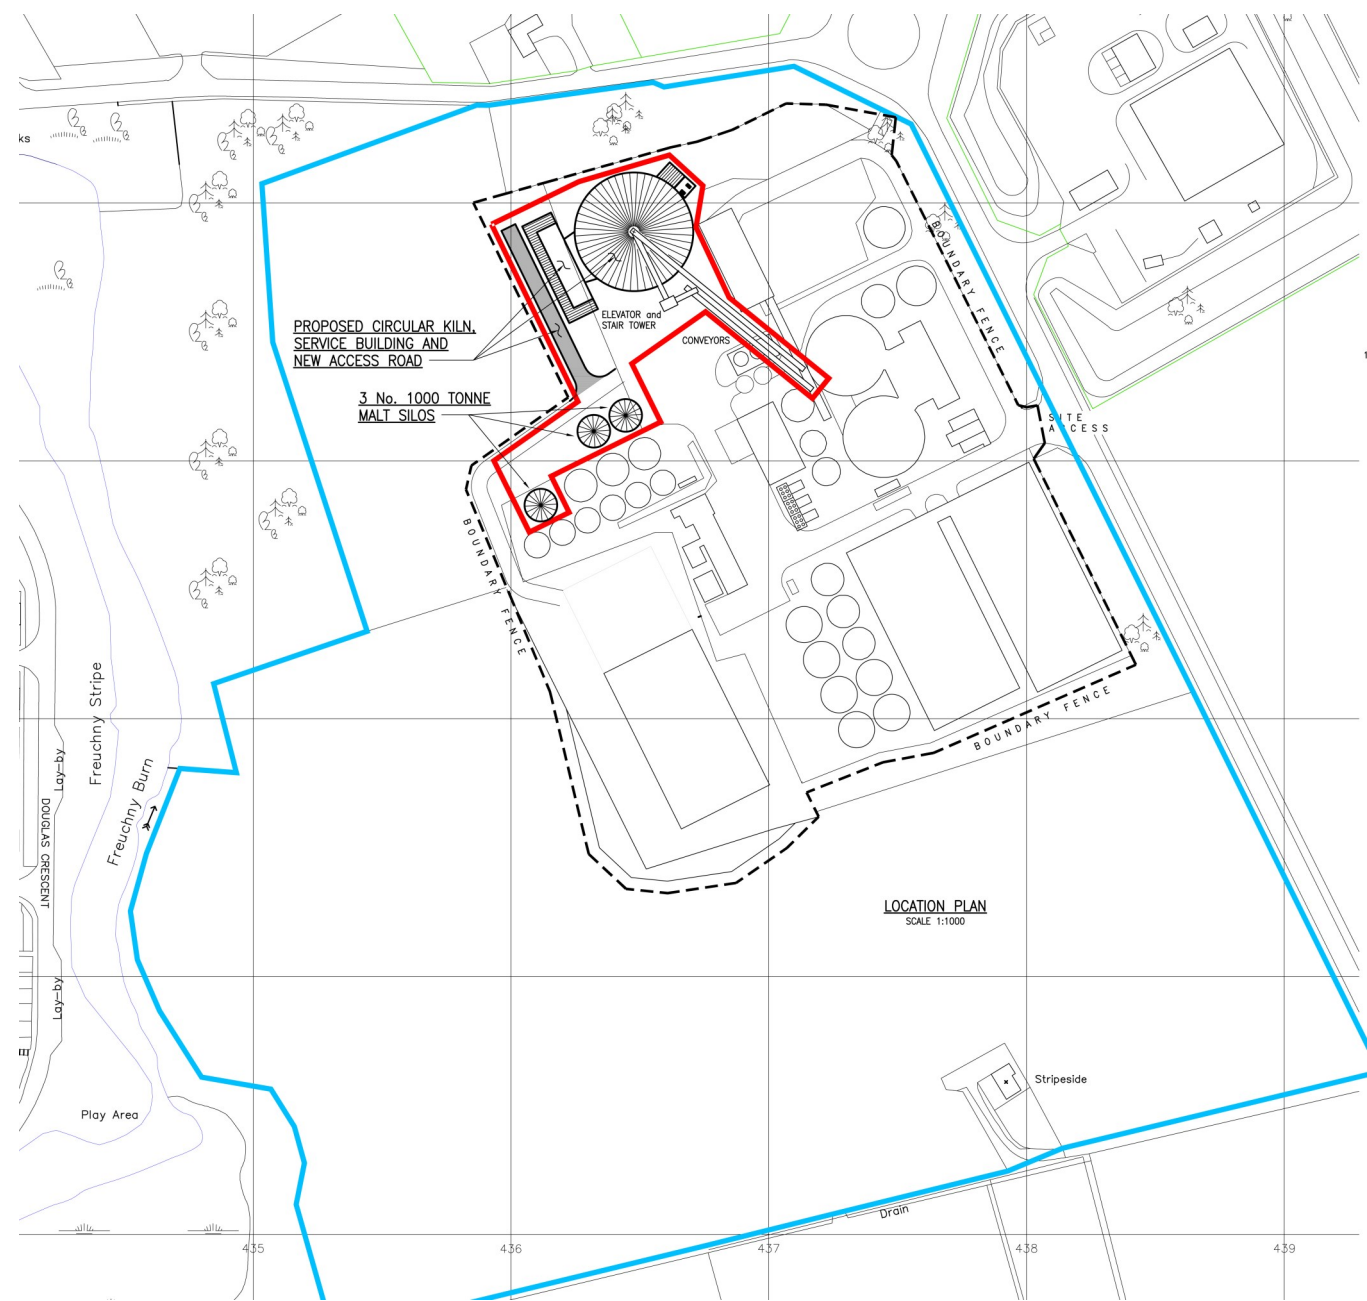 ks
1
BOUNDARY FENCE
ELEVATOR and
STAIR TOWER
CONVEYORS
PROPOSED CIRCULAR KILN,
SERVICE BUILDING AND
NEW ACCESS ROAD
3 No. 1000 TONNE
MALT SILOS
SITE
ACCESS
BOUNDARY FENCE
BOUNDARY FENCE
Freuchny Stripe
Freuchny Burn
Lay-by
DOUGLAS CRESCENT
Lay-by
LOCATION PLAN
SCALE 1:1000
Stripeside
Play Area
Drain
435
436
437
438
439